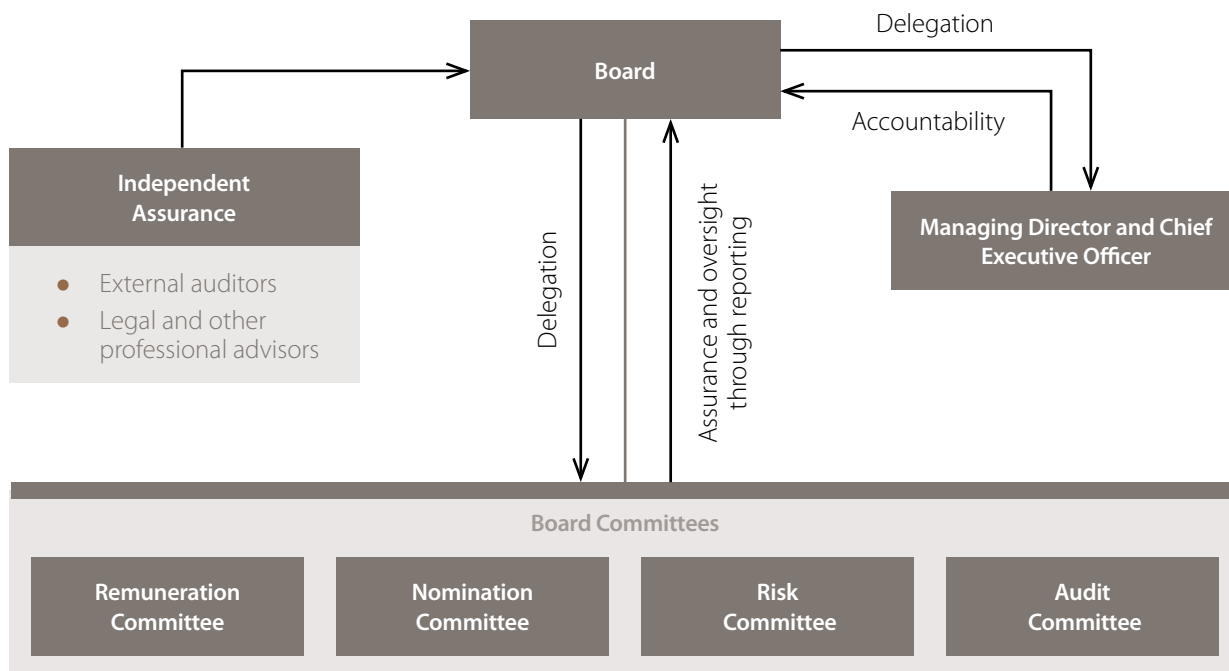 Delegation
Board
Accountability
Independent
Assurance
External auditors
Legal and other
professional advisors
Managing Director and Chief
Executive Officer
Delegation
Assurance and oversight
through reporting
Board Committees
Remuneration
Committee
Nomination
Committee
Risk
Committee
Audit
Committee